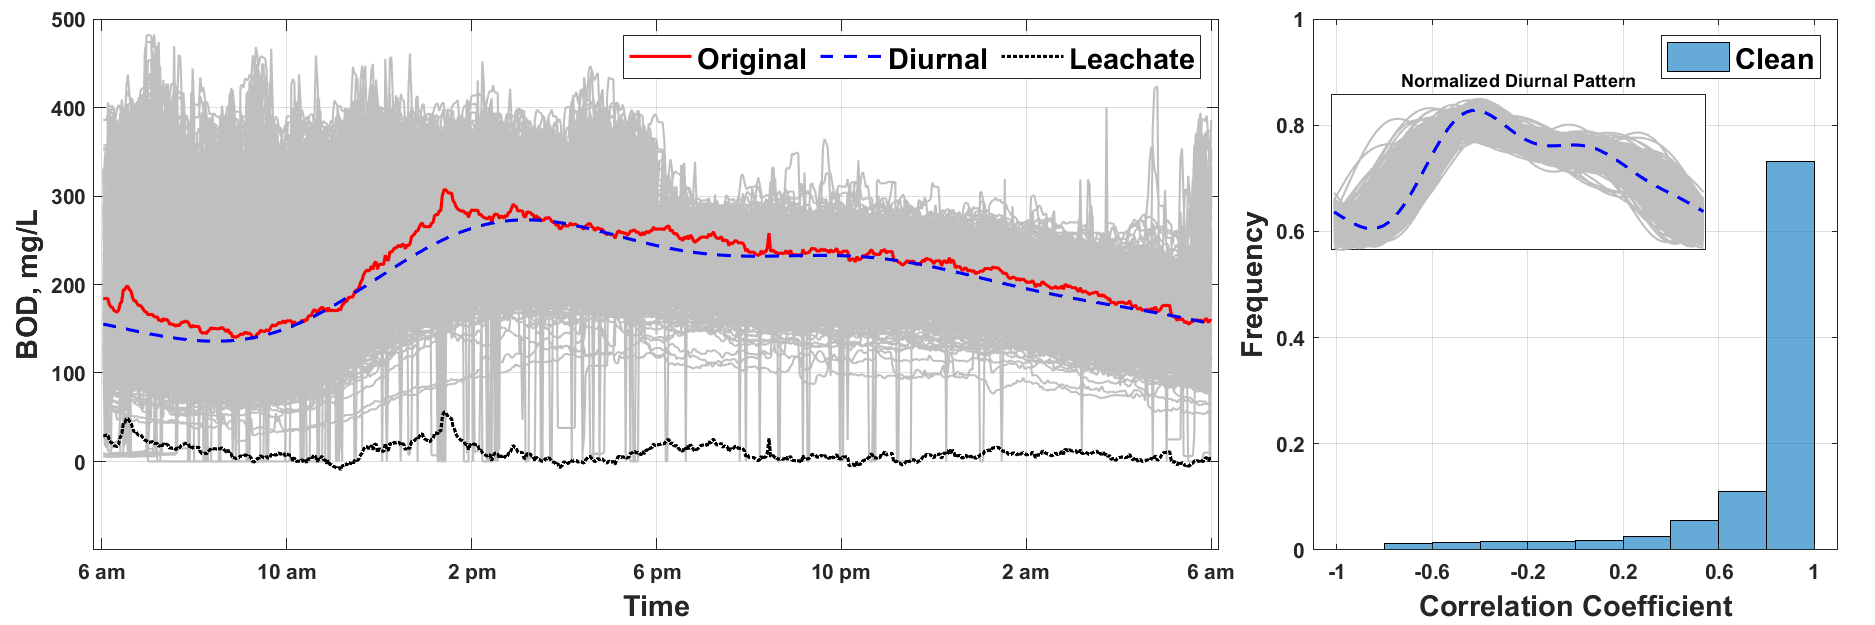 500
400
300
200
100
0
BOD, mg/L
Original Diurnal Leachate
6 am 10 am 2 pm 6 pm 10 pm 2 am 6 am
Time
1
0.8
0.6
0.4
0.2
0
Frequency
Clean
Normalized Diurnal Pattern
-1 -0.6 -0.2 0.2 0.6 1
Correlation Coefficient